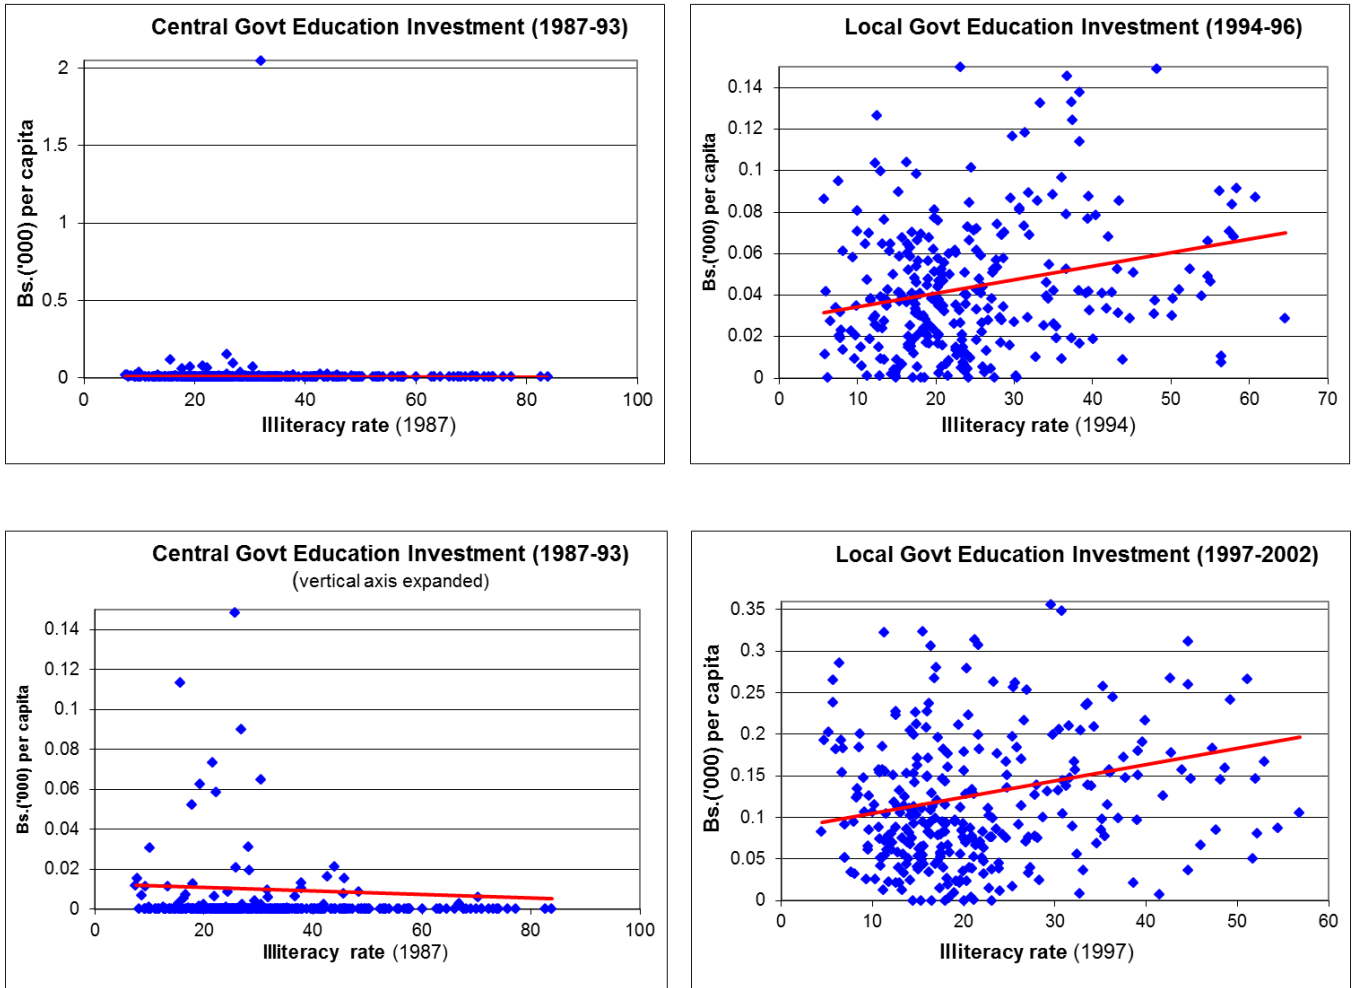 Central Govt Education Investment (1987-93)
Bs.('000) per capita
2
1.5
1
0.5
0
0 20 40 60 80 100
Illiteracy rate (1987)
Local Govt Education Investment (1994-96)
Bs.('000) per capita
0.14
0.12
0.1
0.08
0.06
0.04
0.02
0
0 10 20 30 40 50 60 70
Illiteracy rate (1994)
Central Govt Education Investment (1987-93)
(vertical axis expanded)
Bs.('000) per capita
0.14
0.12
0.1
0.08
0.06
0.04
0.02
0
0 20 40 60 80 100
Illiteracy rate (1987)
Local Govt Education Investment (1997-2002)
Bs.('000) per capita
0.35
0.3
0.25
0.2
0.15
0.1
0.05
0
0 10 20 30 40 50 60
Illiteracy rate (1997)